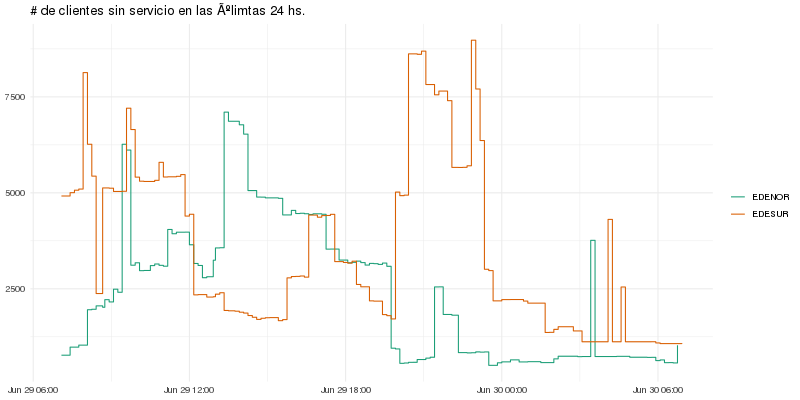 # de clientes sin servicio en las Ãºlimtas 24 hs.
7500
5000
2500
Jun 29 06:00
Jun 29 12:00
Jun 29 18:00
Jun 30 00:00
Jun 30 06:00
EDENOR
EDESUR